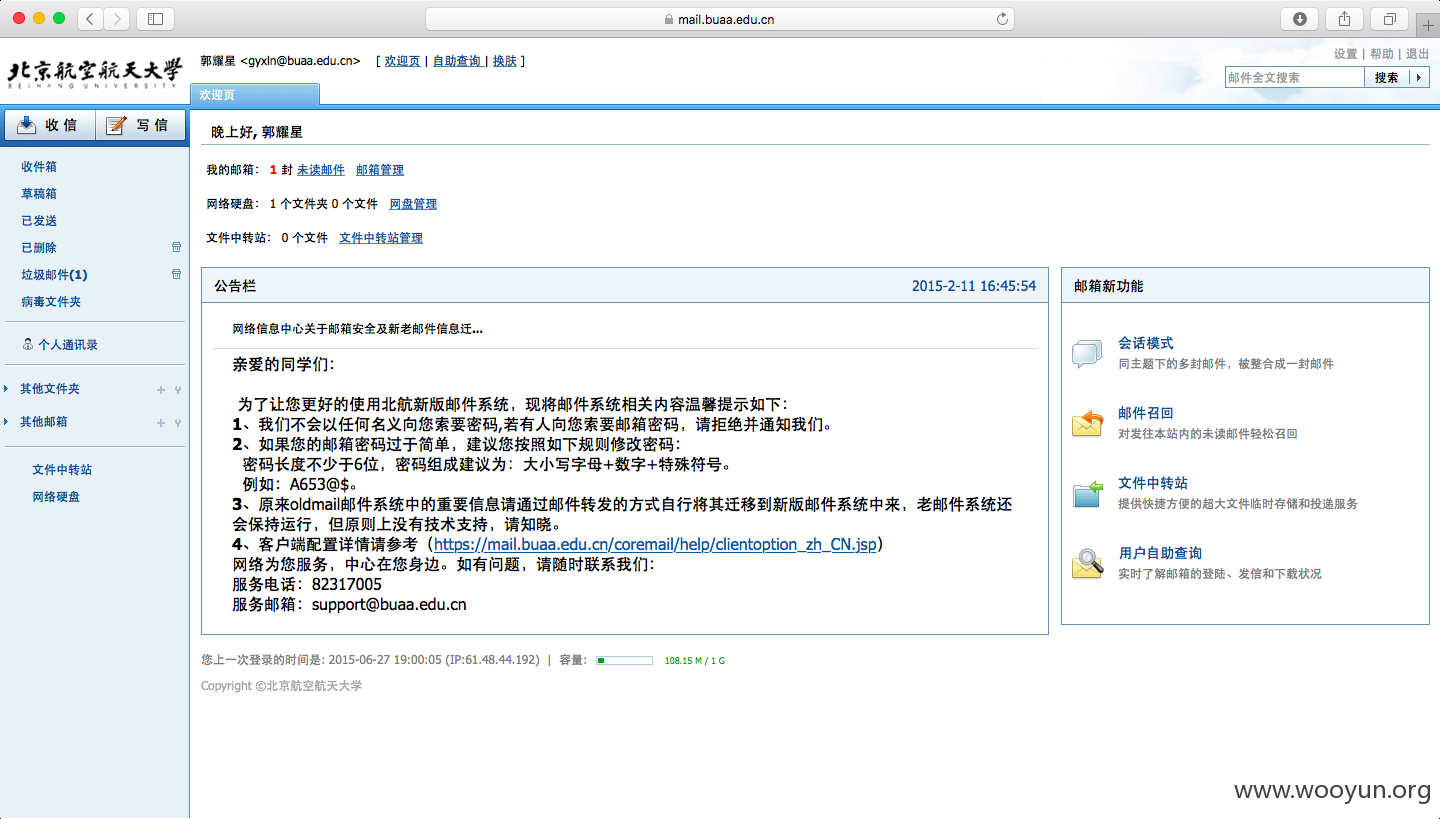 mail.buaa.edu.cn
设置 | 帮助 | 退出
北京航空航天大学
BEIHANG UNIVERSITY
郭耀星 <gyxln@buaa.edu.cn> [ 欢迎页 | 自助查询 | 换肤 ]
邮件全文搜索 搜索
欢迎页
收 信 写 信
晚上好, 郭耀星
收件箱
草稿箱
已发送
已删除
垃圾邮件(1)
病毒文件夹
个人通讯录
其他文件夹
其他邮箱
文件中转站
网络硬盘
我的邮箱: 1 封 未读邮件 邮箱管理
网络硬盘: 1 个文件夹 0 个文件 网盘管理
文件中转站: 0 个文件 文件中转站管理
公告栏 2015-2-11 16:45:54
网络信息中心关于邮箱安全及新老邮件信息迁...
亲爱的同学们:
为了让您更好的使用北航新版邮件系统，现将邮件系统相关内容温馨提示如下:
1、我们不会以任何名义向您索要密码,若有人向您索要邮箱密码，请拒绝并通知我们。
2、如果您的邮箱密码过于简单，建议您按照如下规则修改密码:
密码长度不少于6位，密码组成建议为: 大小写字母+数字+特殊符号。
例如: A653@$。
3、原来oldmail邮件系统中的重要信息请通过邮件转发的方式自行将其迁移到新版邮件系统中来，老邮件系统还
会保持运行，但原则上没有技术支持，请知晓。
4、客户端配置详情请参考（https://mail.buaa.edu.cn/coremail/help/clientoption_zh_CN.jsp）
网络为您服务，中心在您身边。如有问题，请随时联系我们:
服务电话: 82317005
服务邮箱: support@buaa.edu.cn
邮箱新功能
会话模式
同主题下的多封邮件，被整合成一封邮件
邮件召回
对发往本站内的未读邮件轻松召回
文件中转站
提供快捷方便的超大文件临时存储和投递服务
用户自助查询
实时了解邮箱的登陆、发信和下载状况
您上一次登录的时间是: 2015-06-27 19:00:05 (IP:61.48.44.192) | 容量: 108.15 M / 1 G
Copyright ©北京航空航天大学
www.wooyun.org